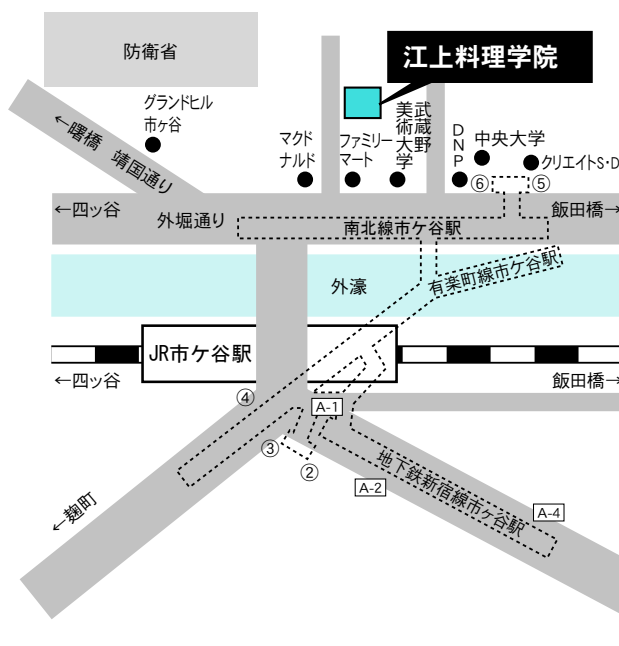 防衛省
江上料理学院
グランドヒル
市ヶ谷
←曙橋 靖国通り
マクド
ナルド
ファミリー
マート
武蔵野
美術大学
DNP
中央大学
クリエイトS・D
⑥
⑤
←四ッ谷
外堀通り
南北線市ケ谷駅
飯田橋→
有楽町線市ケ谷駅
外濠
JR市ケ谷駅
←四ッ谷
飯田橋→
④
A-1
③
②
地下鉄新宿線市ケ谷駅
A-2
A-4
←麹町